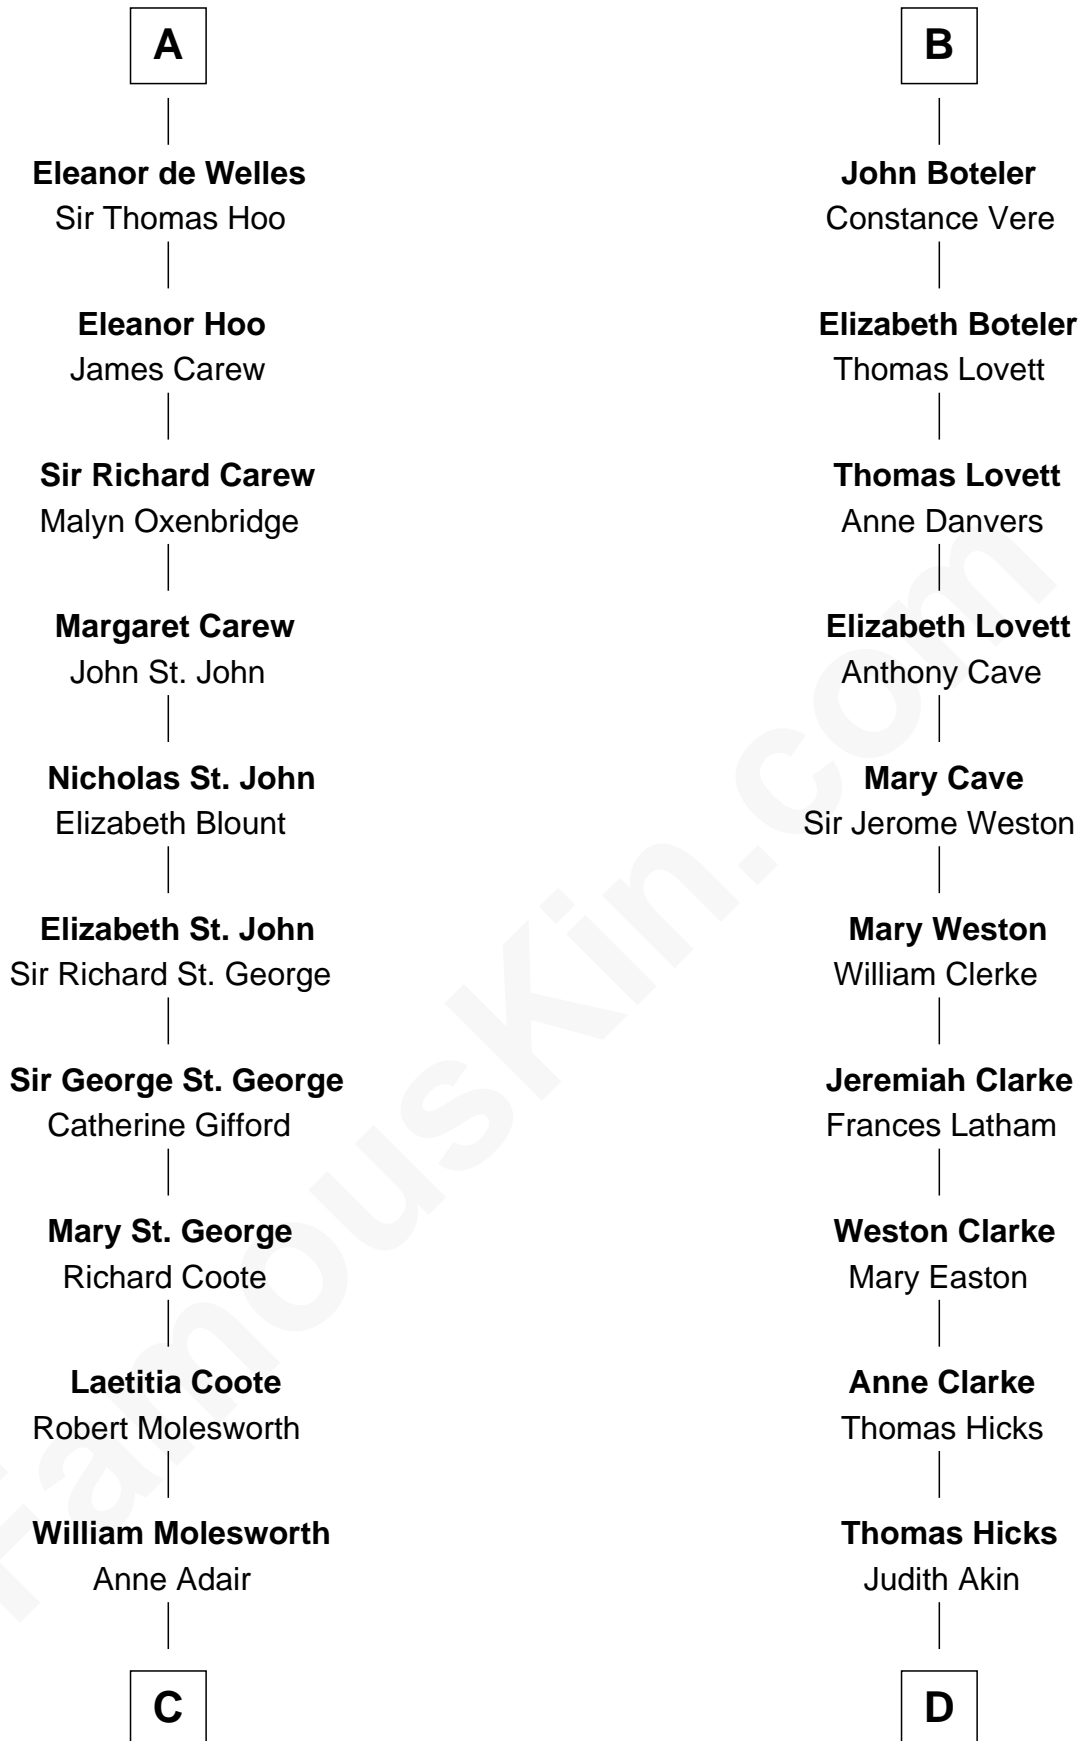 A
Eleanor de Welles
Sir Thomas Hoo
Eleanor Hoo
James Carew
Sir Richard Carew
Malyn Oxenbridge
Margaret Carew
John St. John
Nicholas St. John
Elizabeth Blount
Elizabeth St. John
Sir Richard St. George
Sir George St. George
Catherine Gifford
Mary St. George
Richard Coote
Laetitia Coote
Robert Molesworth
William Molesworth
Anne Adair
C
B
John Boteler
Constance Vere
Elizabeth Boteler
Thomas Lovett
Thomas Lovett
Anne Danvers
Elizabeth Lovett
Anthony Cave
Mary Cave
Sir Jerome Weston
Mary Weston
William Clerke
Jeremiah Clarke
Frances Latham
Weston Clarke
Mary Easton
Anne Clarke
Thomas Hicks
Thomas Hicks
Judith Akin
D
FamousKin.com